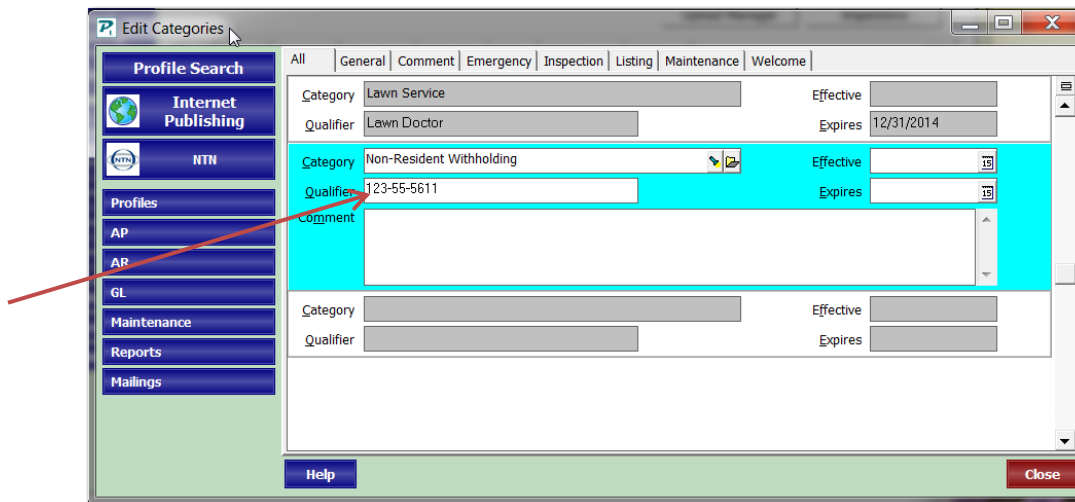 Edit Categories
Profile Search
Internet
Publishing
NTN
NTN
Profiles
AP
AR
GL
Maintenance
Reports
Mailings
All General Comment Emergency Inspection Listing Maintenance Welcome
Category Lawn Service Effective
Qualifier Lawn Doctor Expires 12/31/2014
Category Non-Resident Withholding Effective 15
Qualifier 123-55-5611 Expires 15
Comment
Category Effective
Qualifier Expires
Help Close